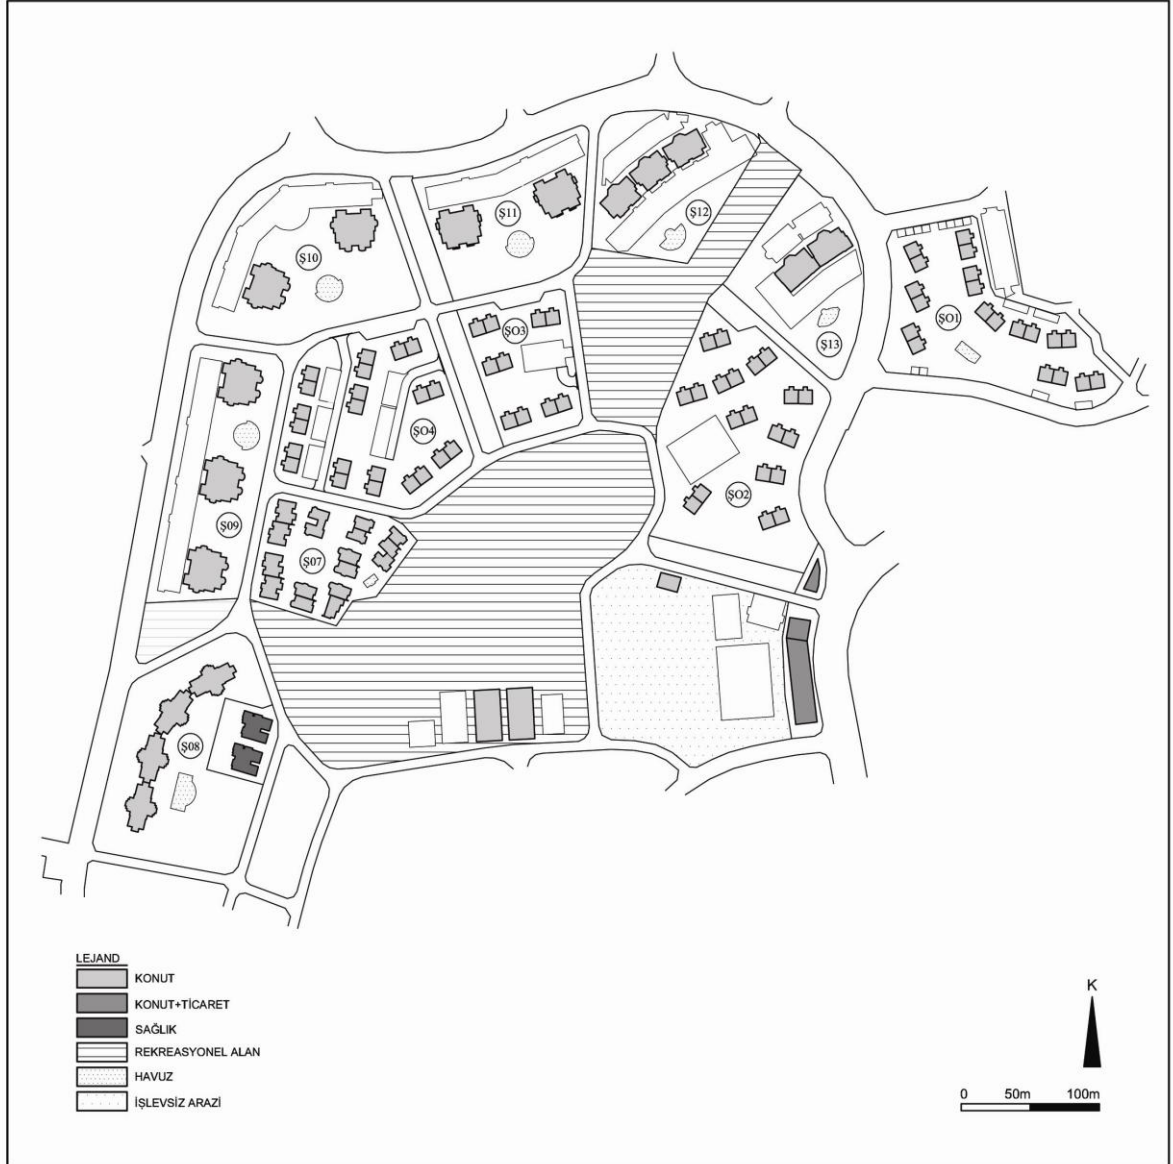 Ş12
Ş11
Ş10
ŞO1
ŞO3
Ş13
ŞO4
ŞO2
Ş09
Ş07
Ş08
LEJAND
KONUT
KONUT+TİCARET
SAĞLIK
REKREASYONEL ALAN
HAVUZ
İŞLEVSİZ ARAZİ
K
0 50m 100m